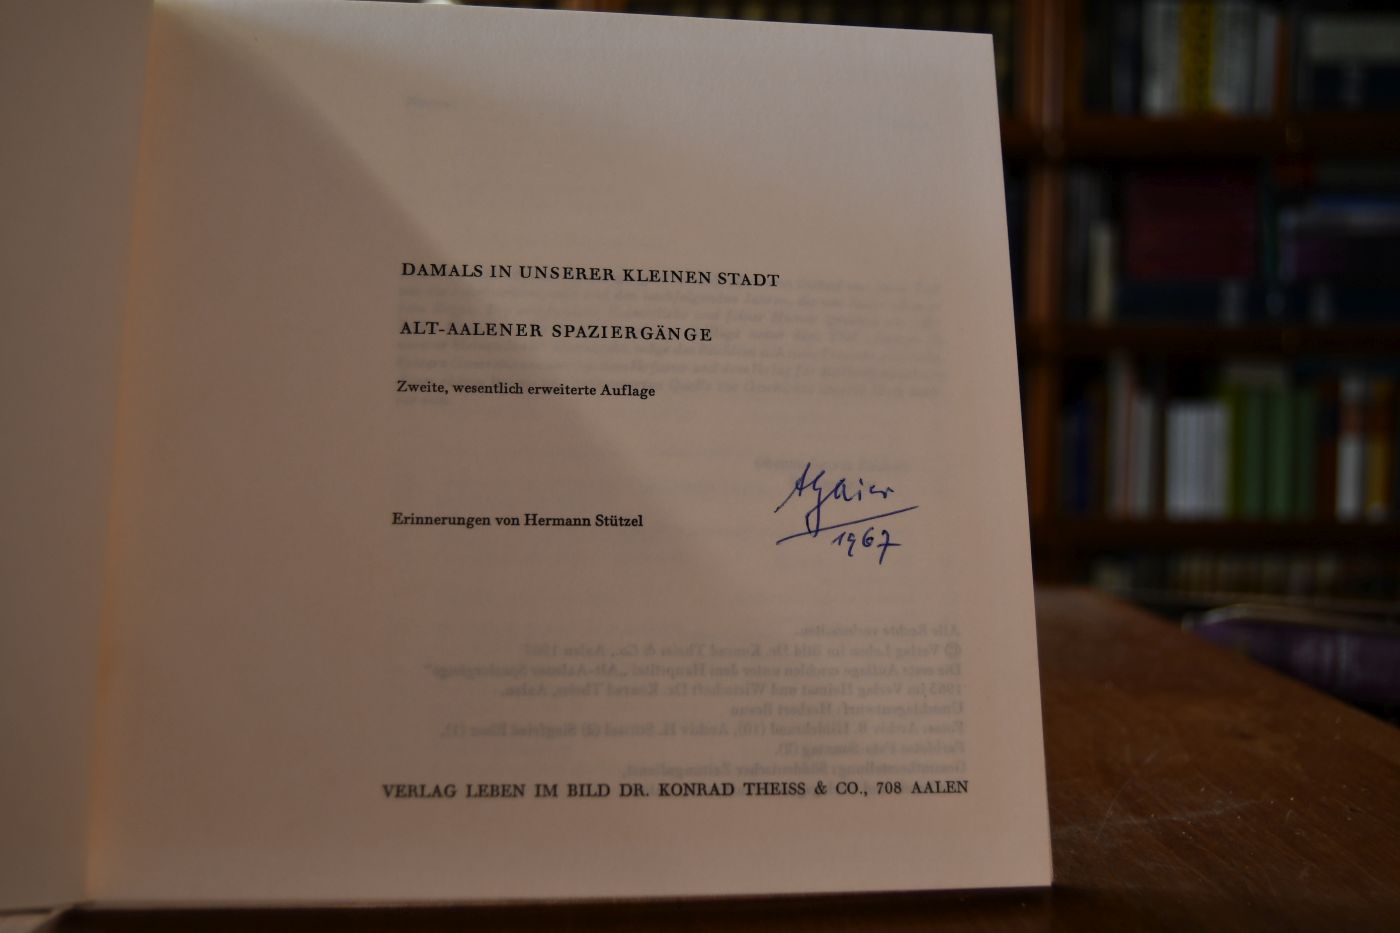 DAMALS IN UNSERER KLEINEN STADT
ALT-AALENER SPAZIERGÄNGE
Zweite, wesentlich erweiterte Auflage
Erinnerungen von Hermann Stützel
AGaier
1967
VERLAG LEBEN IM BILD DR. KONRAD THEISS & CO., 708 AALEN